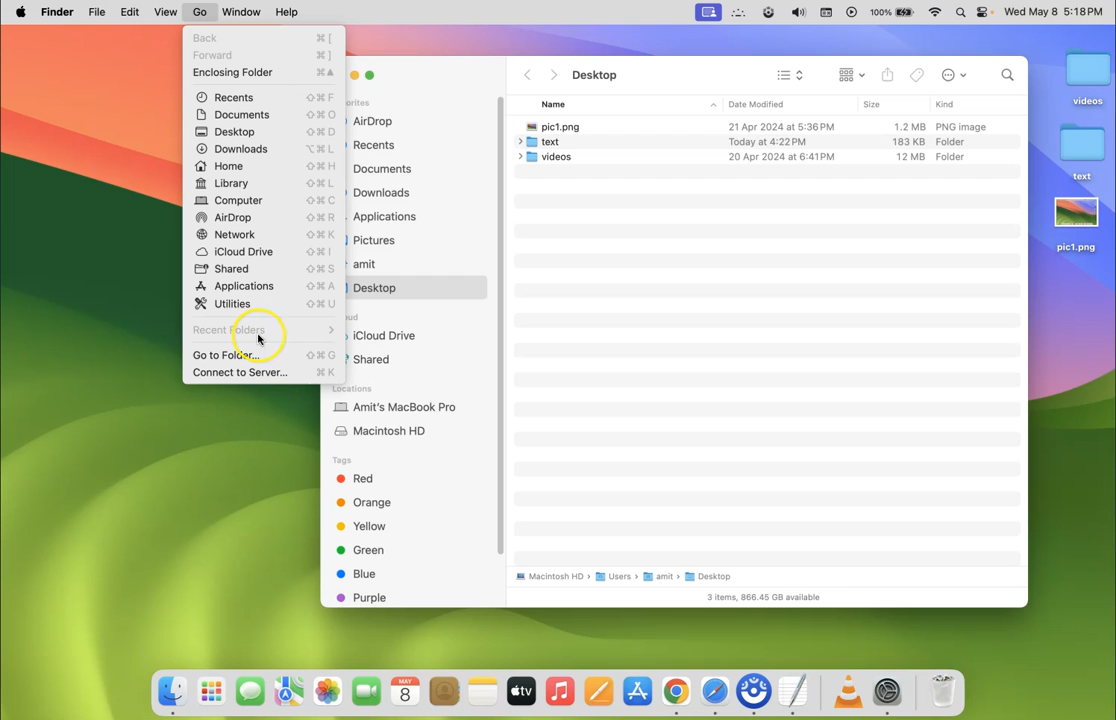 Finder File Edit View Go Window Help 100% Wed May 8 5:18 PM
Back ⌘ [
Forward ⌘ ]
Enclosing Folder ⌘▲
Recents ⇧⌘ F
Documents ⇧⌘ O
Desktop ⇧⌘ D
Downloads ⌥⌘ L
Home ⇧⌘ H
Library ⇧⌘ L
Computer ⇧⌘ C
AirDrop ⇧⌘ R
Network ⇧⌘ K
iCloud Drive ⇧⌘ I
Shared ⇧⌘ S
Applications ⇧⌘ A
Utilities ⇧⌘ U
Recent Folders
Go to Folder... ⇧⌘ G
Connect to Server... ⌘ K
orites
AirDrop
Recents
Documents
Downloads
Applications
Pictures
amit
Desktop
oud
iCloud Drive
Shared
Locations
Amit's MacBook Pro
Macintosh HD
Tags
Red
Orange
Yellow
Green
Blue
Purple
Desktop
Name Date Modified Size Kind
pic1.png 21 Apr 2024 at 5:36 PM 1.2 MB PNG image
text Today at 4:22 PM 183 KB Folder
videos 20 Apr 2024 at 6:41 PM 12 MB Folder
Macintosh HD › Users › amit › Desktop
3 items, 866.45 GB available
videos
text
pic1.png
MAY
8
tv